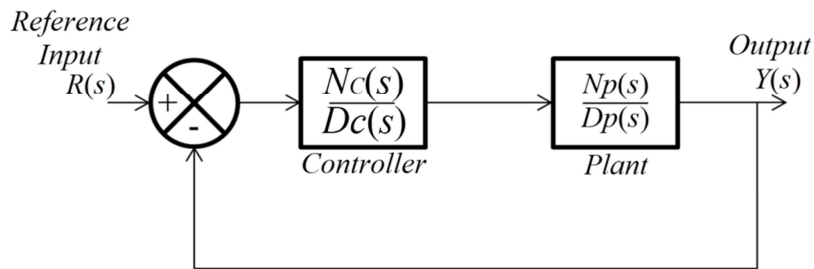 Reference
Input
R(s)
+
-
Nc(s)
Dc(s)
Controller
Np(s)
Dp(s)
Plant
Output
Y(s)